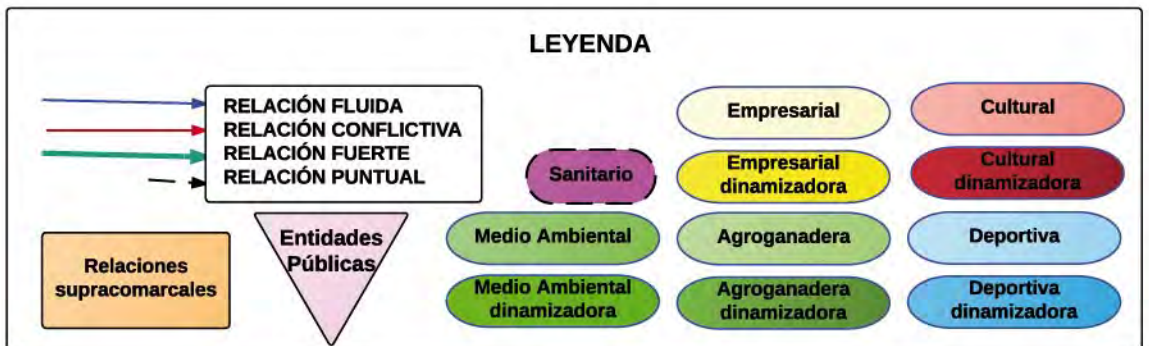 LEYENDA
RELACIÓN FLUIDA
RELACIÓN CONFLICTIVA
RELACIÓN FUERTE
RELACIÓN PUNTUAL
Empresarial
Cultural
Sanitario
Empresarial
dinamizadora
Cultural
dinamizadora
Relaciones
supracomarcales
Entidades
Públicas
Medio Ambiental
Agroganadera
Deportiva
Medio Ambiental
dinamizadora
Agroganadera
dinamizadora
Deportiva
dinamizadora